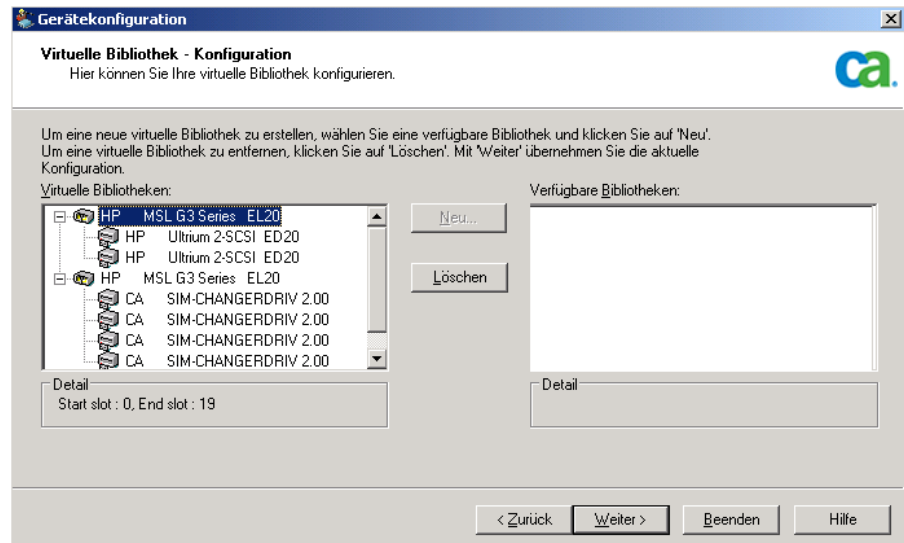 Gerätekonfiguration
Virtuelle Bibliothek - Konfiguration
Hier können Sie Ihre virtuelle Bibliothek konfigurieren.
ca.
Um eine neue virtuelle Bibliothek zu erstellen, wählen Sie eine verfügbare Bibliothek und klicken Sie auf 'Neu'.
Um eine virtuelle Bibliothek zu entfernen, klicken Sie auf 'Löschen'. Mit 'Weiter' übernehmen Sie die aktuelle
Konfiguration.
Virtuelle Bibliotheken:
HP MSL G3 Series EL20
HP Ultrium 2-SCSI ED20
HP Ultrium 2-SCSI ED20
HP MSL G3 Series EL20
CA SIM-CHANGERDRIV 2.00
CA SIM-CHANGERDRIV 2.00
CA SIM-CHANGERDRIV 2.00
CA SIM-CHANGERDRIV 2.00
Detail
Start slot : 0, End slot : 19
Neu...
Löschen
Verfügbare Bibliotheken:
Detail
< Zurück
Weiter >
Beenden
Hilfe